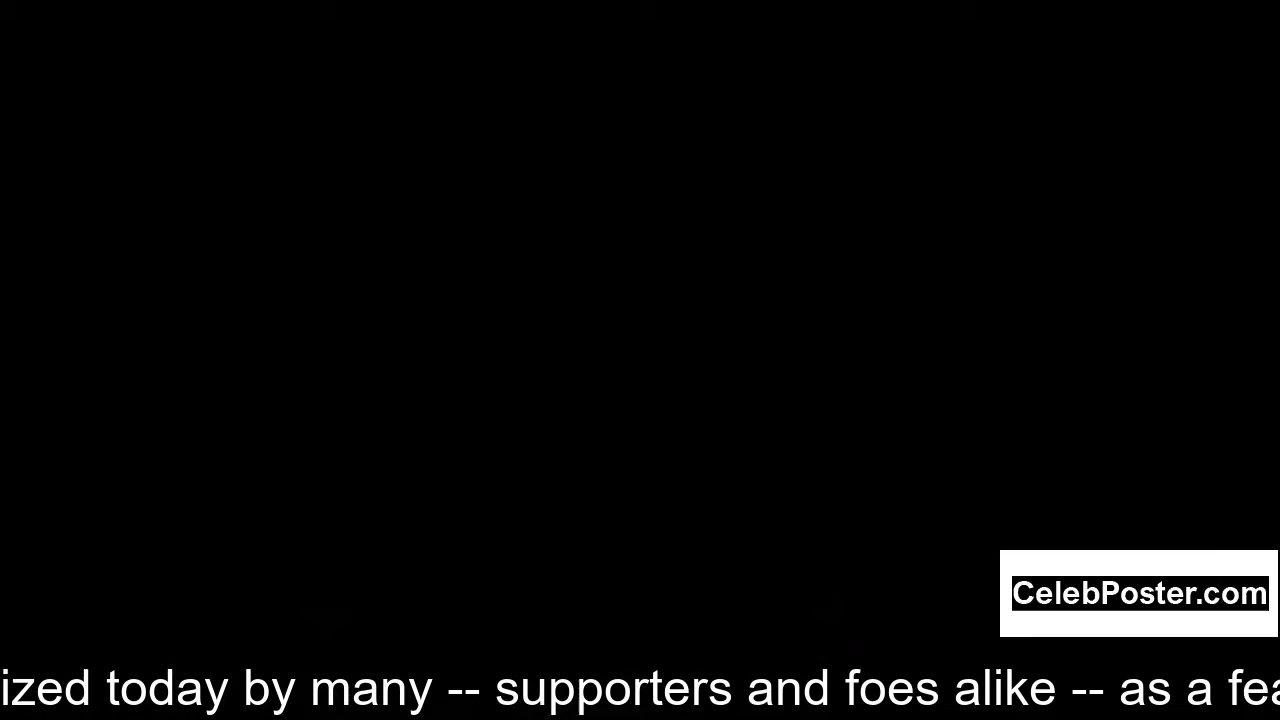 CelebPoster.com
ized today by many -- supporters and foes alike -- as a fea